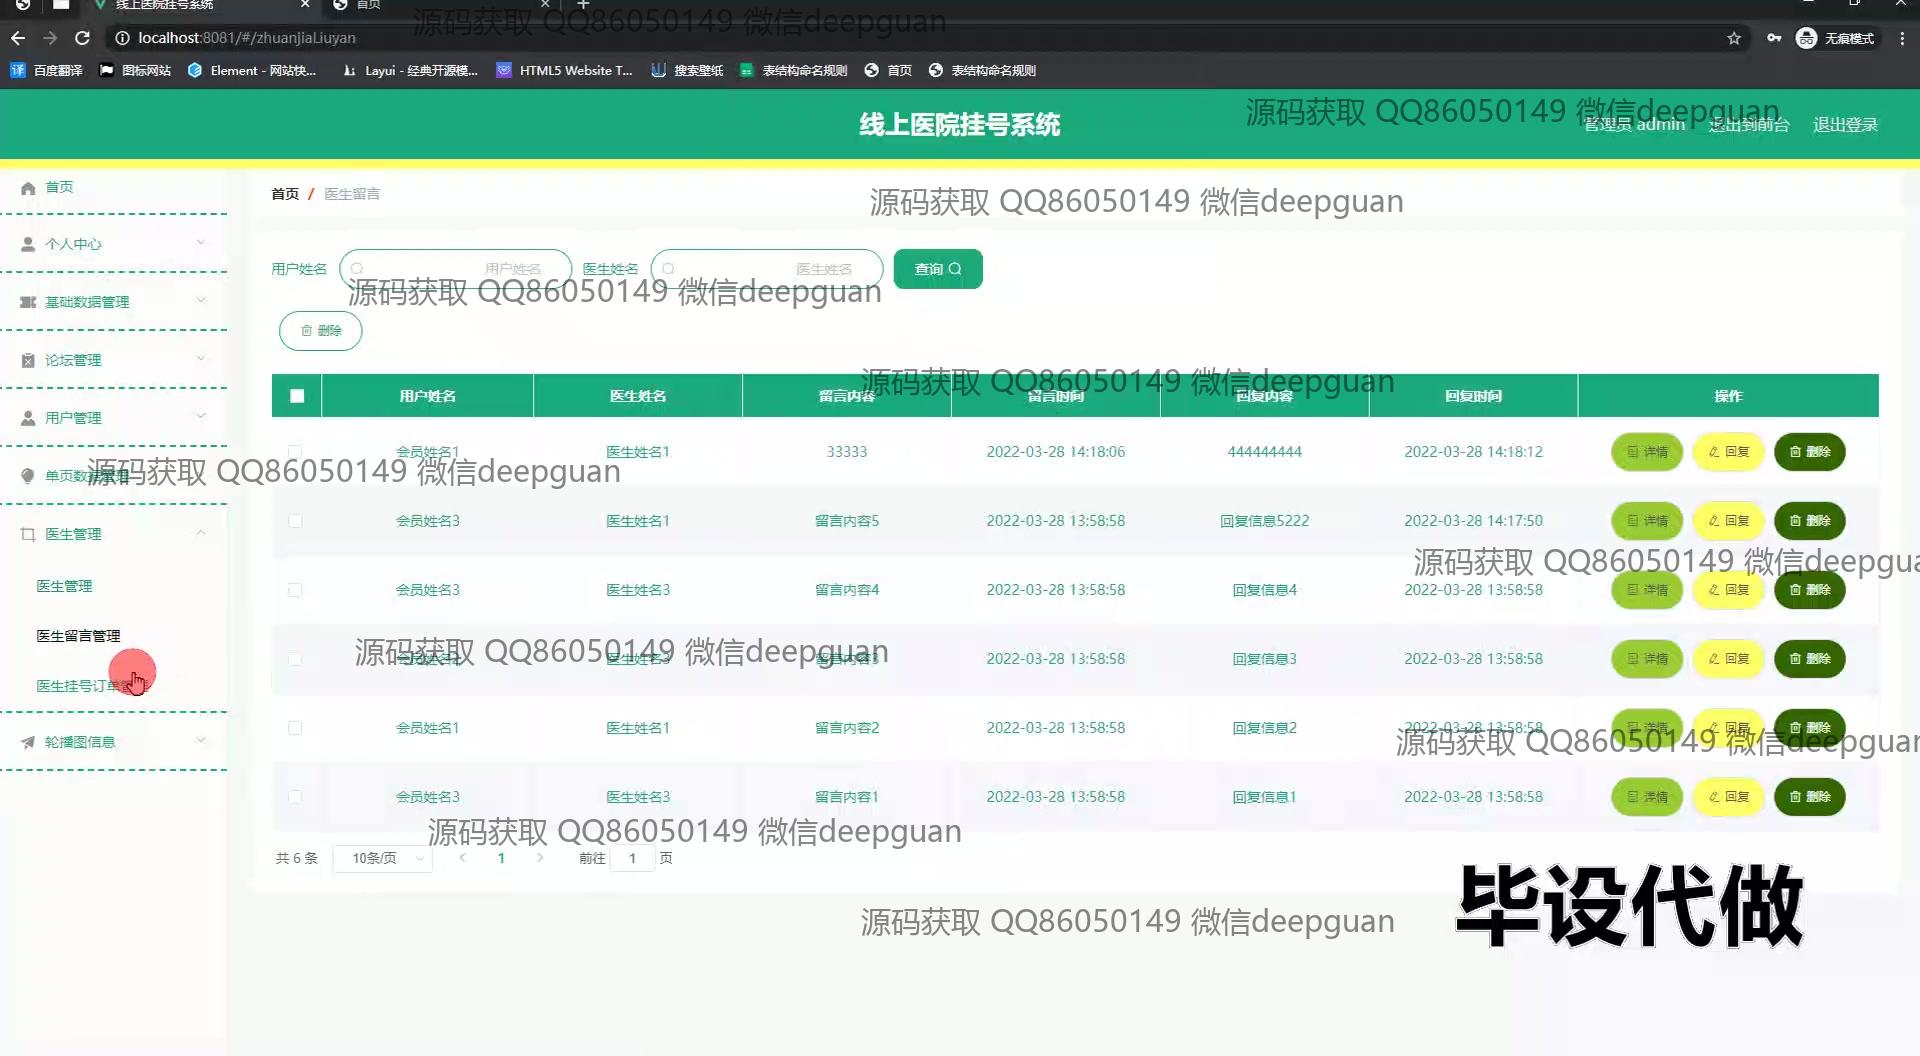 线上医院挂号系统
首页
localhost:8081/#/zhuanjiaLiuyan
无痕模式
百度翻译
图标网站
Element - 网站快...
Layui - 经典开源模...
HTML5 Website T...
搜索壁纸
表结构命名规则
首页
表结构命名规则
源码获取 QQ86050149 微信deepguan
线上医院挂号系统
源码获取 QQ86050149 微信deepguan
管理员 admin
退出到前台
退出登录
首页
个人中心
基础数据管理
论坛管理
用户管理
单页数据管理
医生管理
医生管理
医生留言管理
医生挂号订单管理
轮播图信息
首页 / 医生留言
源码获取 QQ86050149 微信deepguan
用户姓名 用户姓名 医生姓名 医生姓名 查询
源码获取 QQ86050149 微信deepguan
删除
源码获取 QQ86050149 微信deepguan
用户姓名 医生姓名 留言内容 留言时间 回复内容 回复时间 操作
会员姓名1 医生姓名1 33333 2022-03-28 14:18:06 444444444 2022-03-28 14:18:12 详情 回复 删除
源码获取 QQ86050149 微信deepguan
会员姓名3 医生姓名1 留言内容5 2022-03-28 13:58:58 回复信息5222 2022-03-28 14:17:50 详情 回复 删除
源码获取 QQ86050149 微信deepgua
会员姓名3 医生姓名3 留言内容4 2022-03-28 13:58:58 回复信息4 2022-03-28 13:58:58 详情 回复 删除
源码获取 QQ86050149 微信deepguan
医生姓名3 留言内容3 2022-03-28 13:58:58 回复信息3 2022-03-28 13:58:58 详情 回复 删除
会员姓名1 医生姓名1 留言内容2 2022-03-28 13:58:58 回复信息2 2022-03-28 13:58:58 详情 回复 删除
源码获取 QQ86050149 微信deepguan
会员姓名3 医生姓名3 留言内容1 2022-03-28 13:58:58 回复信息1 2022-03-28 13:58:58 详情 回复 删除
源码获取 QQ86050149 微信deepguan
共 6 条 10条/页 1 前往 1 页
毕设代做
源码获取 QQ86050149 微信deepguan